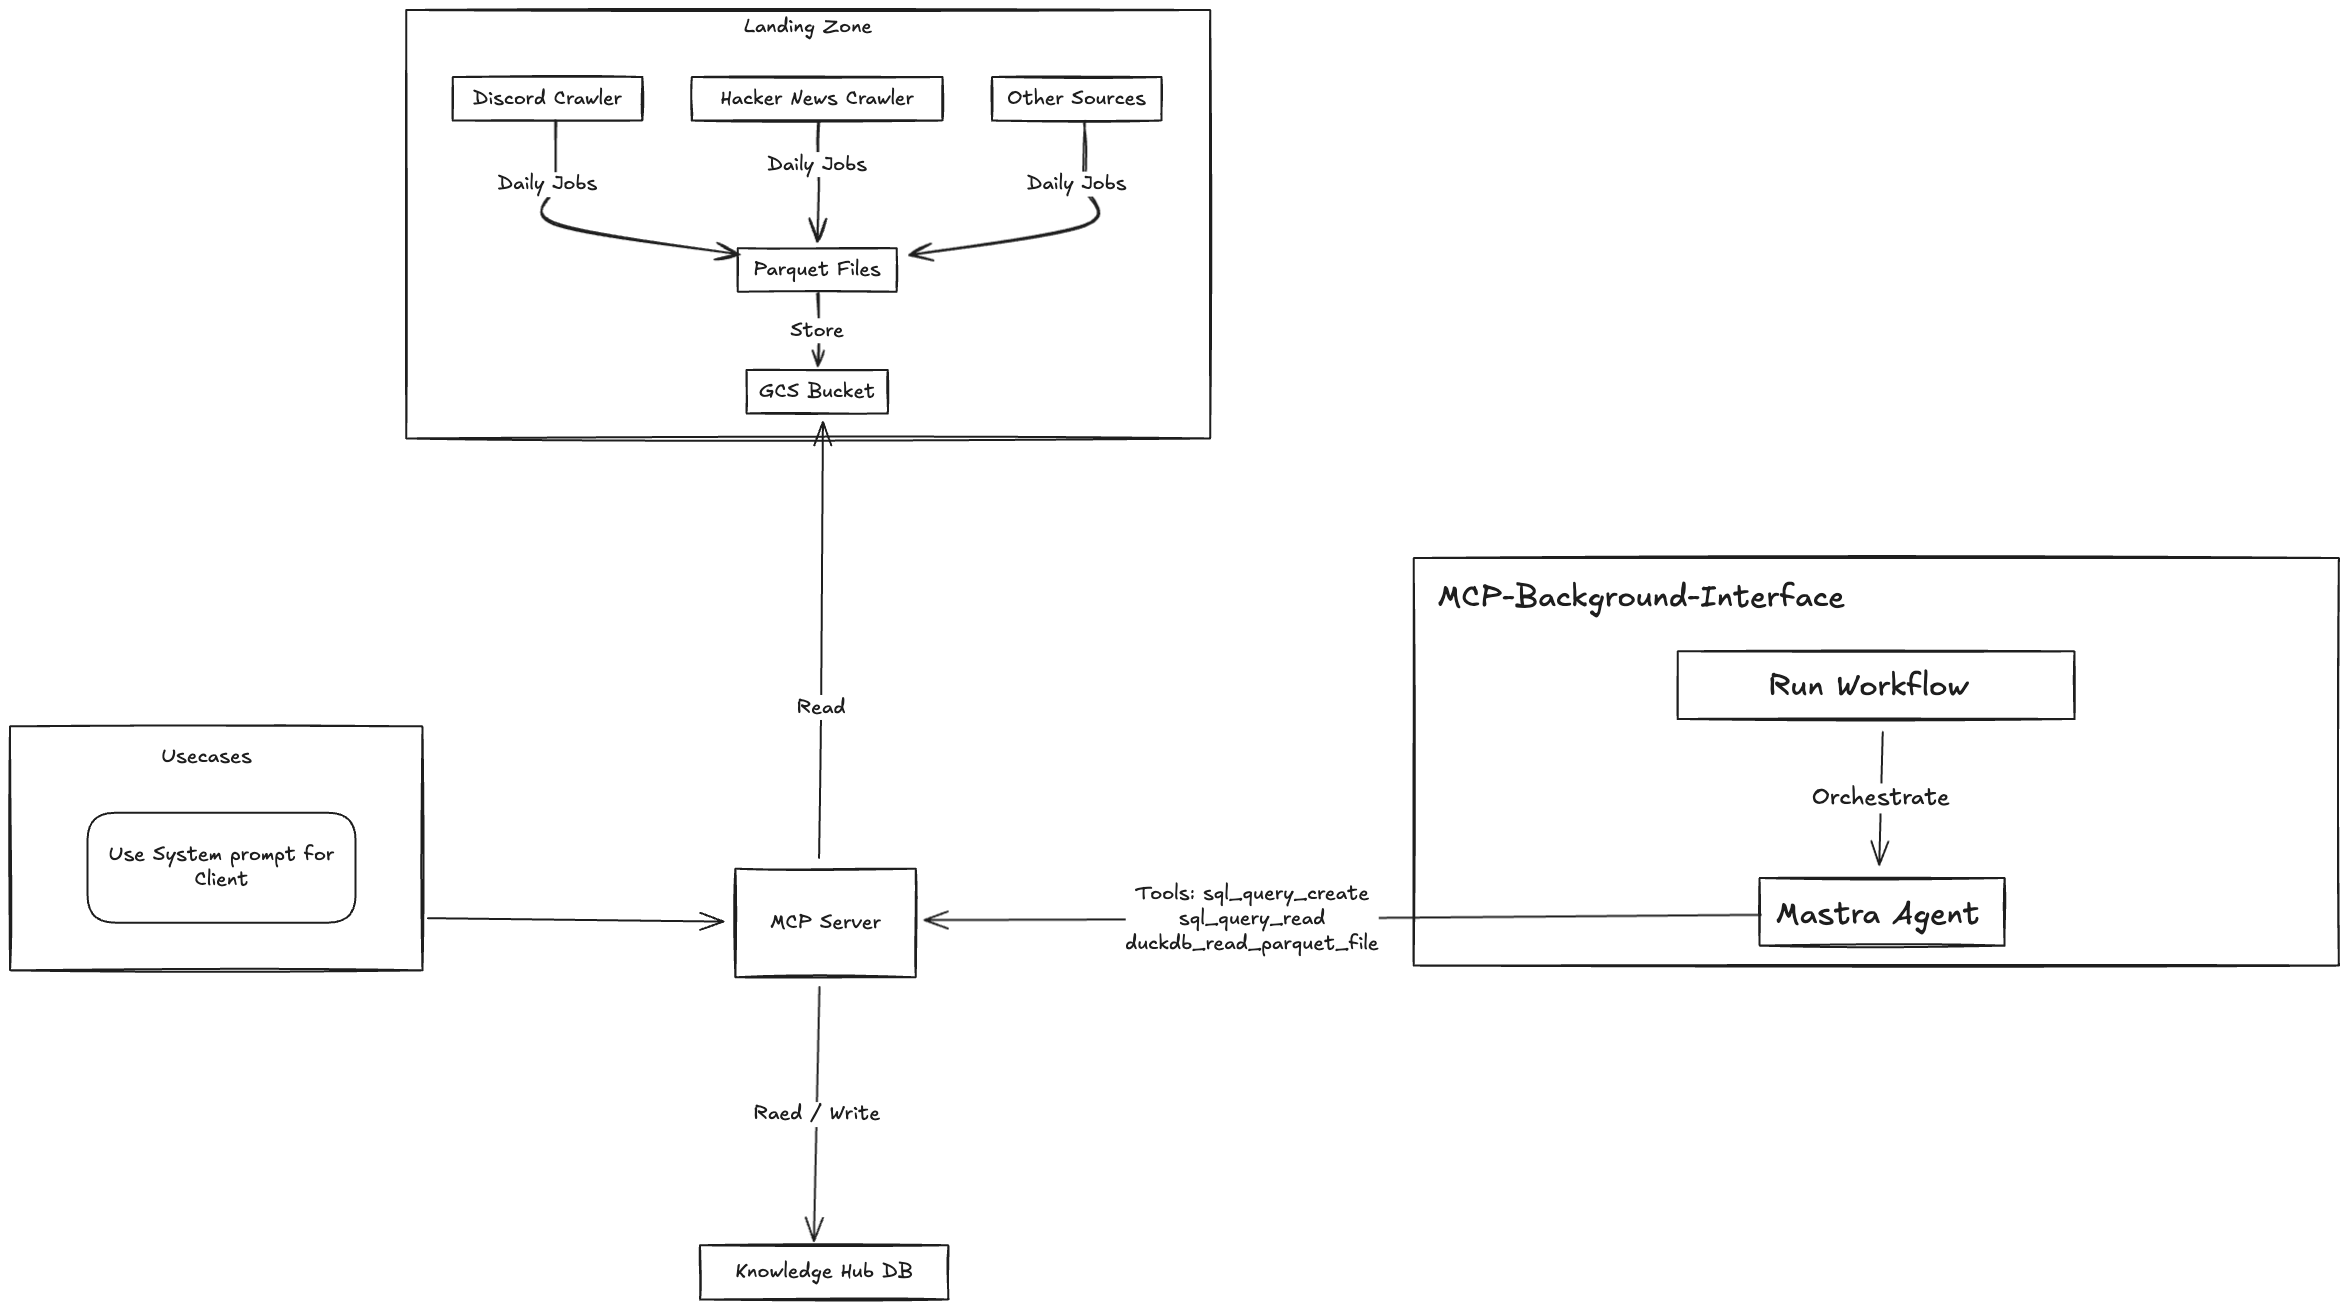 Landing Zone
Discord Crawler
Hacker News Crawler
Other Sources
Daily Jobs
Daily Jobs
Daily Jobs
Parquet Files
Store
GCS Bucket
Read
MCP-Background-Interface
Run Workflow
Orchestrate
Mastra Agent
Usecases
Use System prompt for
Client
MCP Server
Tools: sql_query_create
sql_query_read
duckdb_read_parquet_file
Raed / Write
Knowledge Hub DB